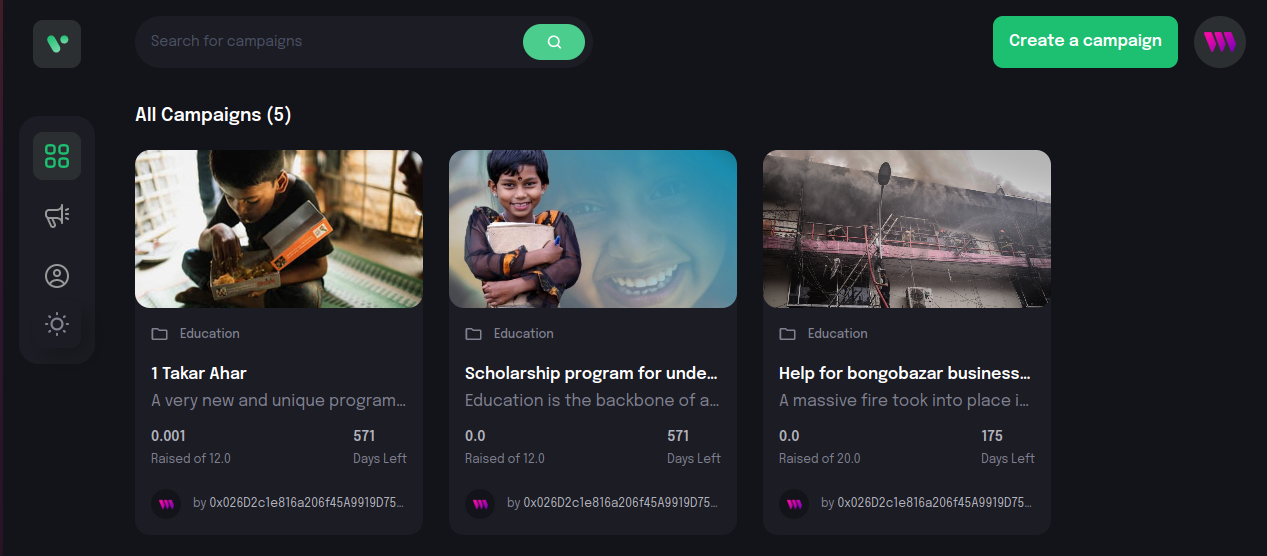 Search for campaigns
Create a campaign
All Campaigns (5)
Education
1 Takar Ahar
A very new and unique program...
0.001
571
Raised of 12.0
Days Left
by 0x026D2c1e816a206f45A9919D75...
Education
Scholarship program for unde...
Education is the backbone of a...
0.0
571
Raised of 12.0
Days Left
by 0x026D2c1e816a206f45A9919D75...
Education
Help for bongobazar business...
A massive fire took into place i...
0.0
175
Raised of 20.0
Days Left
by 0x026D2c1e816a206f45A9919D75...